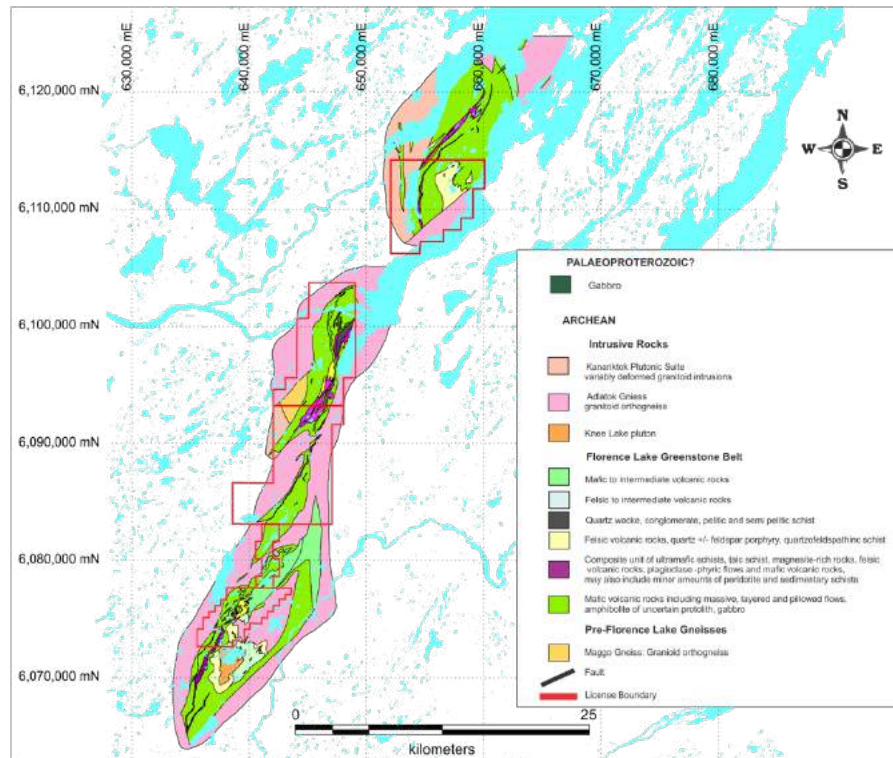 630,000 mE
640,000 mE
650,000 mE
660,000 mE
670,000 mE
680,000 mE
6,120,000 mN
6,110,000 mN
6,100,000 mN
6,090,000 mN
6,080,000 mN
6,070,000 mN
N
W E
S
PALAEOPROTEROZOIC?
Gabbro
ARCHEAN
Intrusive Rocks
Kanariktok Plutonic Suite
variably deformed granitoid intrusions
Adlatok Gniess
granitoid orthogneiss
Knee Lake pluton
Florence Lake Greenstone Belt
Mafic to intermediate volcanic rocks
Felsic to intermediate volcanic rocks
Quartz wacke, conglomerate, pelitic and semi pelitic schist
Felsic volcanic rocks, quartz +/- feldspar porphyry, quartzofeldspathinc schist
Composite unit of ultramafic schists, talc schist, magnesite-rich rocks, felsic
volcanic rocks, plagioclase -phyric flows and mafic volcanic rocks,
may also include minor amounts of peridotite and sedimentary schists
Mafic volcanic rocks including massive, layered and pillowed flows,
amphibolite of uncertain protolith, gabbro
Pre-Florence Lake Gneisses
Maggo Gneiss: Granioid orthogneiss
Fault
License Boundary
0 25
kilometers